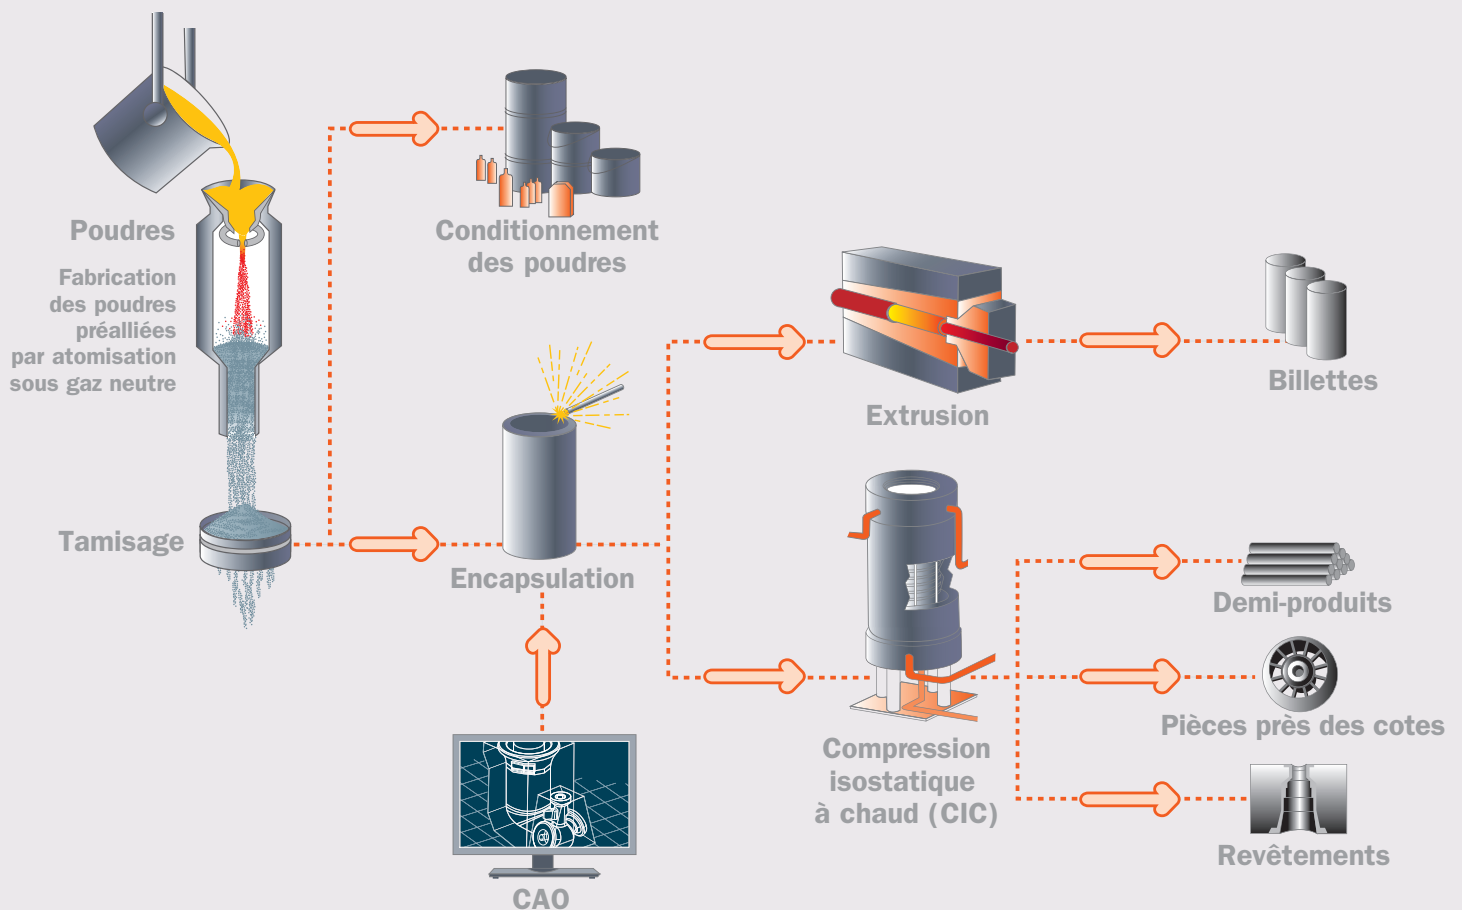 Poudres
Fabrication
des poudres
préalliées
par atomisation
sous gaz neutre
Tamisage
Conditionnement
des poudres
Encapsulation
CAO
Extrusion
Billettes
Compression
isostatique
à chaud (CIC)
Demi-produits
Pièces près des cotes
Revêtements